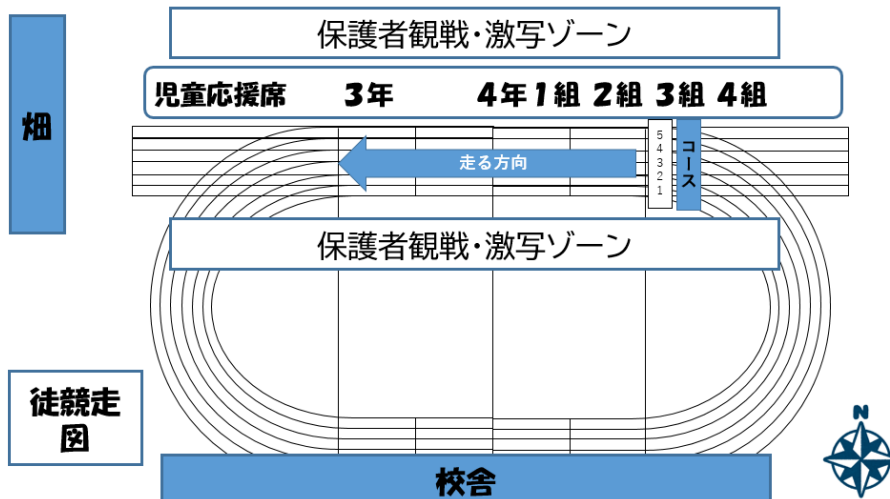 保護者観戦・激写ゾーン
児童応援席 3年 4年1組 2組 3組 4組
畑
走る方向
5
4
3
2
1
コース
保護者観戦・激写ゾーン
徒競走
図
N
校舎